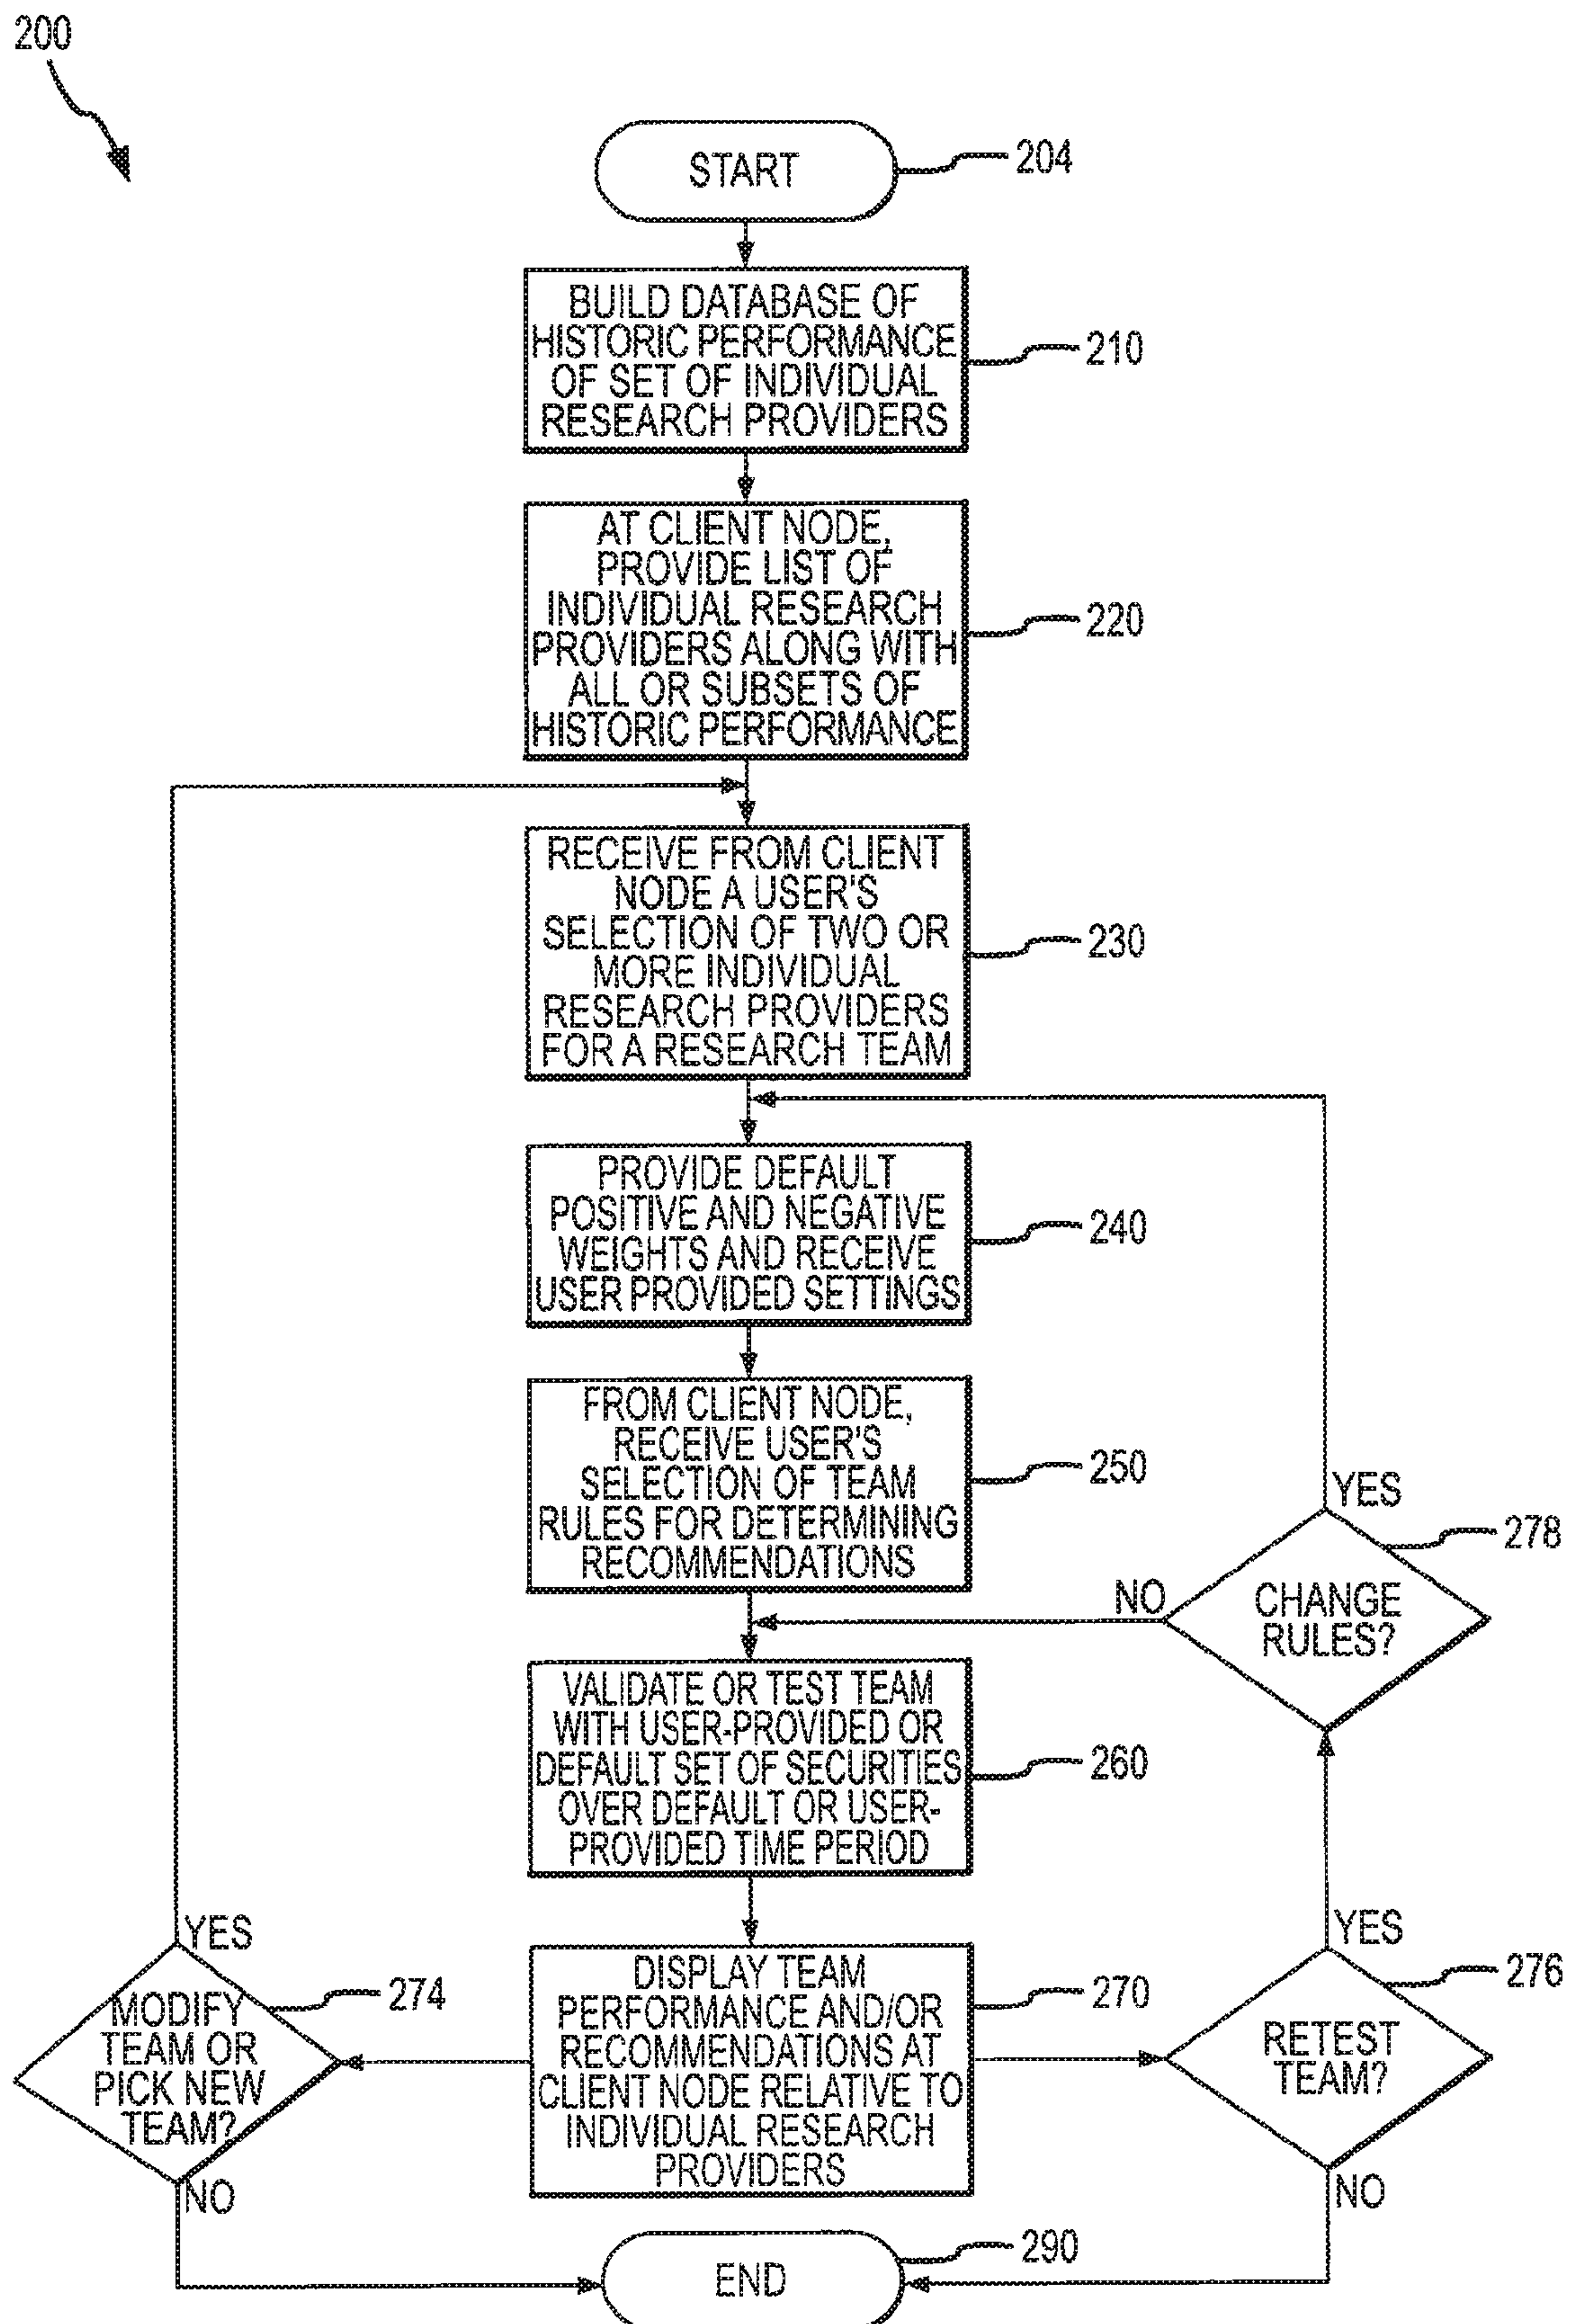 200
START
204
BUILD DATABASE OF
HISTORIC PERFORMANCE
OF SET OF INDIVIDUAL
RESEARCH PROVIDERS
210
AT CLIENT NODE,
PROVIDE LIST OF
INDIVIDUAL RESEARCH
PROVIDERS ALONG WITH
ALL OR SUBSETS OF
HISTORIC PERFORMANCE
220
RECEIVE FROM CLIENT
NODE A USER'S
SELECTION OF TWO OR
MORE INDIVIDUAL
RESEARCH PROVIDERS
FOR A RESEARCH TEAM
230
PROVIDE DEFAULT
POSITIVE AND NEGATIVE
WEIGHTS AND RECEIVE
USER PROVIDED SETTINGS
240
FROM CLIENT NODE,
RECEIVE USER'S
SELECTION OF TEAM
RULES FOR DETERMINING
RECOMMENDATIONS
250
YES
278
NO
CHANGE
RULES?
VALIDATE OR TEST TEAM
WITH USER-PROVIDED OR
DEFAULT SET OF SECURITIES
OVER DEFAULT OR USER-
PROVIDED TIME PERIOD
260
YES
MODIFY
TEAM OR
PICK NEW
TEAM?
274
NO
DISPLAY TEAM
PERFORMANCE AND/OR
RECOMMENDATIONS AT
CLIENT NODE RELATIVE TO
INDIVIDUAL RESEARCH
PROVIDERS
270
YES
276
RETEST
TEAM?
NO
END
290